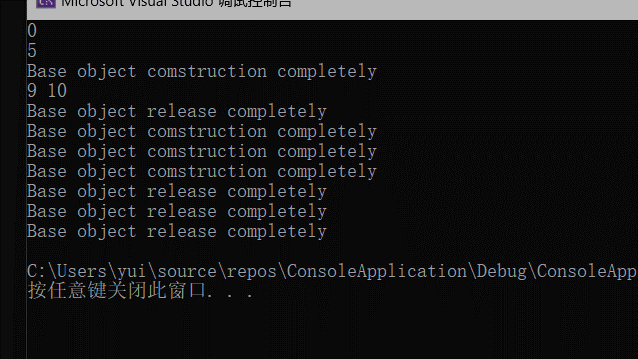 Microsoft Visual Studio 调试控制台
0
5
Base object comstruction completely
9 10
Base object release completely
Base object comstruction completely
Base object comstruction completely
Base object comstruction completely
Base object release completely
Base object release completely
Base object release completely
C:\Users\yui\source\repos\ConsoleApplication\Debug\ConsoleApp
按任意键关闭此窗口. . .